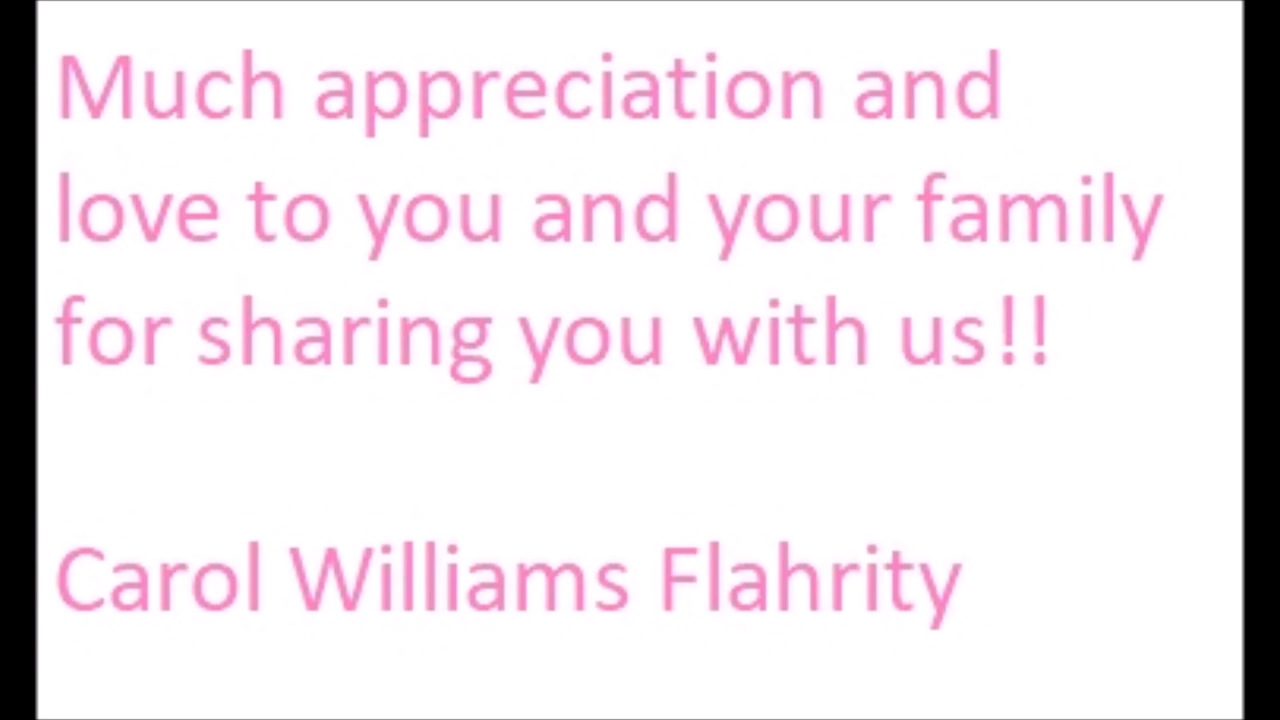 Much appreciation and
love to you and your family
for sharing you with us!!
Carol Williams Flahrity